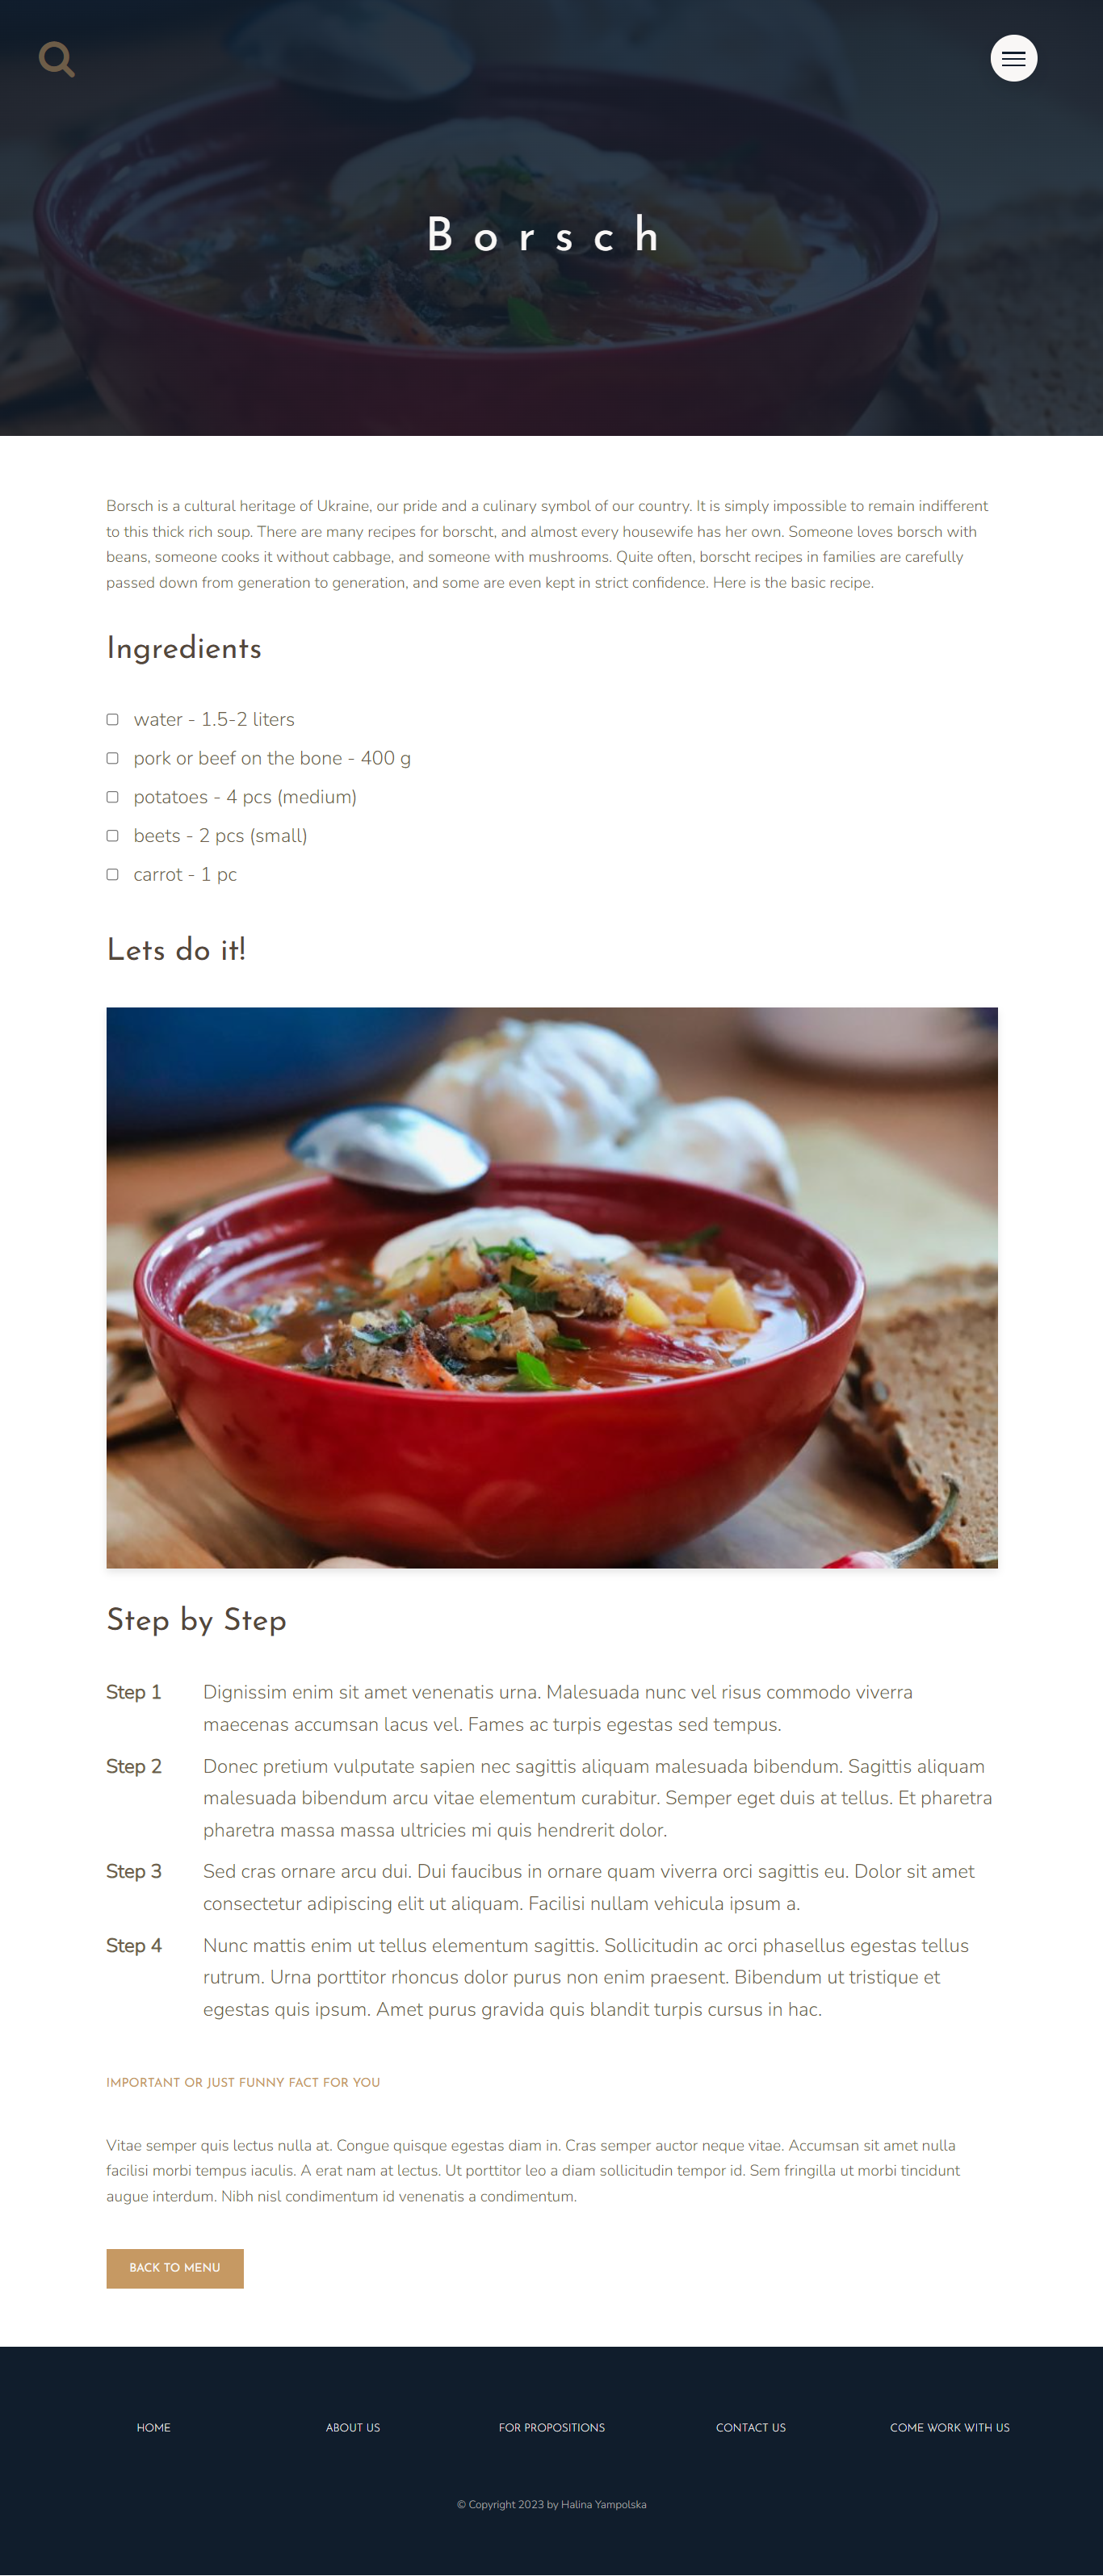 Borsch
Borsch is a cultural heritage of Ukraine, our pride and a culinary symbol of our country. It is simply impossible to remain indifferent
to this thick rich soup. There are many recipes for borscht, and almost every housewife has her own. Someone loves borsch with
beans, someone cooks it without cabbage, and someone with mushrooms. Quite often, borscht recipes in families are carefully
passed down from generation to generation, and some are even kept in strict confidence. Here is the basic recipe.
Ingredients
water - 1.5-2 liters
pork or beef on the bone - 400 g
potatoes - 4 pcs (medium)
beets - 2 pcs (small)
carrot - 1 pc
Lets do it!
Step by Step
Step 1 Dignissim enim sit amet venenatis urna. Malesuada nunc vel risus commodo viverra
maecenas accumsan lacus vel. Fames ac turpis egestas sed tempus.
Step 2 Donec pretium vulputate sapien nec sagittis aliquam malesuada bibendum. Sagittis aliquam
malesuada bibendum arcu vitae elementum curabitur. Semper eget duis at tellus. Et pharetra
pharetra massa massa ultricies mi quis hendrerit dolor.
Step 3 Sed cras ornare arcu dui. Dui faucibus in ornare quam viverra orci sagittis eu. Dolor sit amet
consectetur adipiscing elit ut aliquam. Facilisi nullam vehicula ipsum a.
Step 4 Nunc mattis enim ut tellus elementum sagittis. Sollicitudin ac orci phasellus egestas tellus
rutrum. Urna porttitor rhoncus dolor purus non enim praesent. Bibendum ut tristique et
egestas quis ipsum. Amet purus gravida quis blandit turpis cursus in hac.
IMPORTANT OR JUST FUNNY FACT FOR YOU
Vitae semper quis lectus nulla at. Congue quisque egestas diam in. Cras semper auctor neque vitae. Accumsan sit amet nulla
facilisi morbi tempus iaculis. A erat nam at lectus. Ut porttitor leo a diam sollicitudin tempor id. Sem fringilla ut morbi tincidunt
augue interdum. Nibh nisl condimentum id venenatis a condimentum.
BACK TO MENU
HOME ABOUT US FOR PROPOSITIONS CONTACT US COME WORK WITH US
© Copyright 2023 by Halina Yampolska